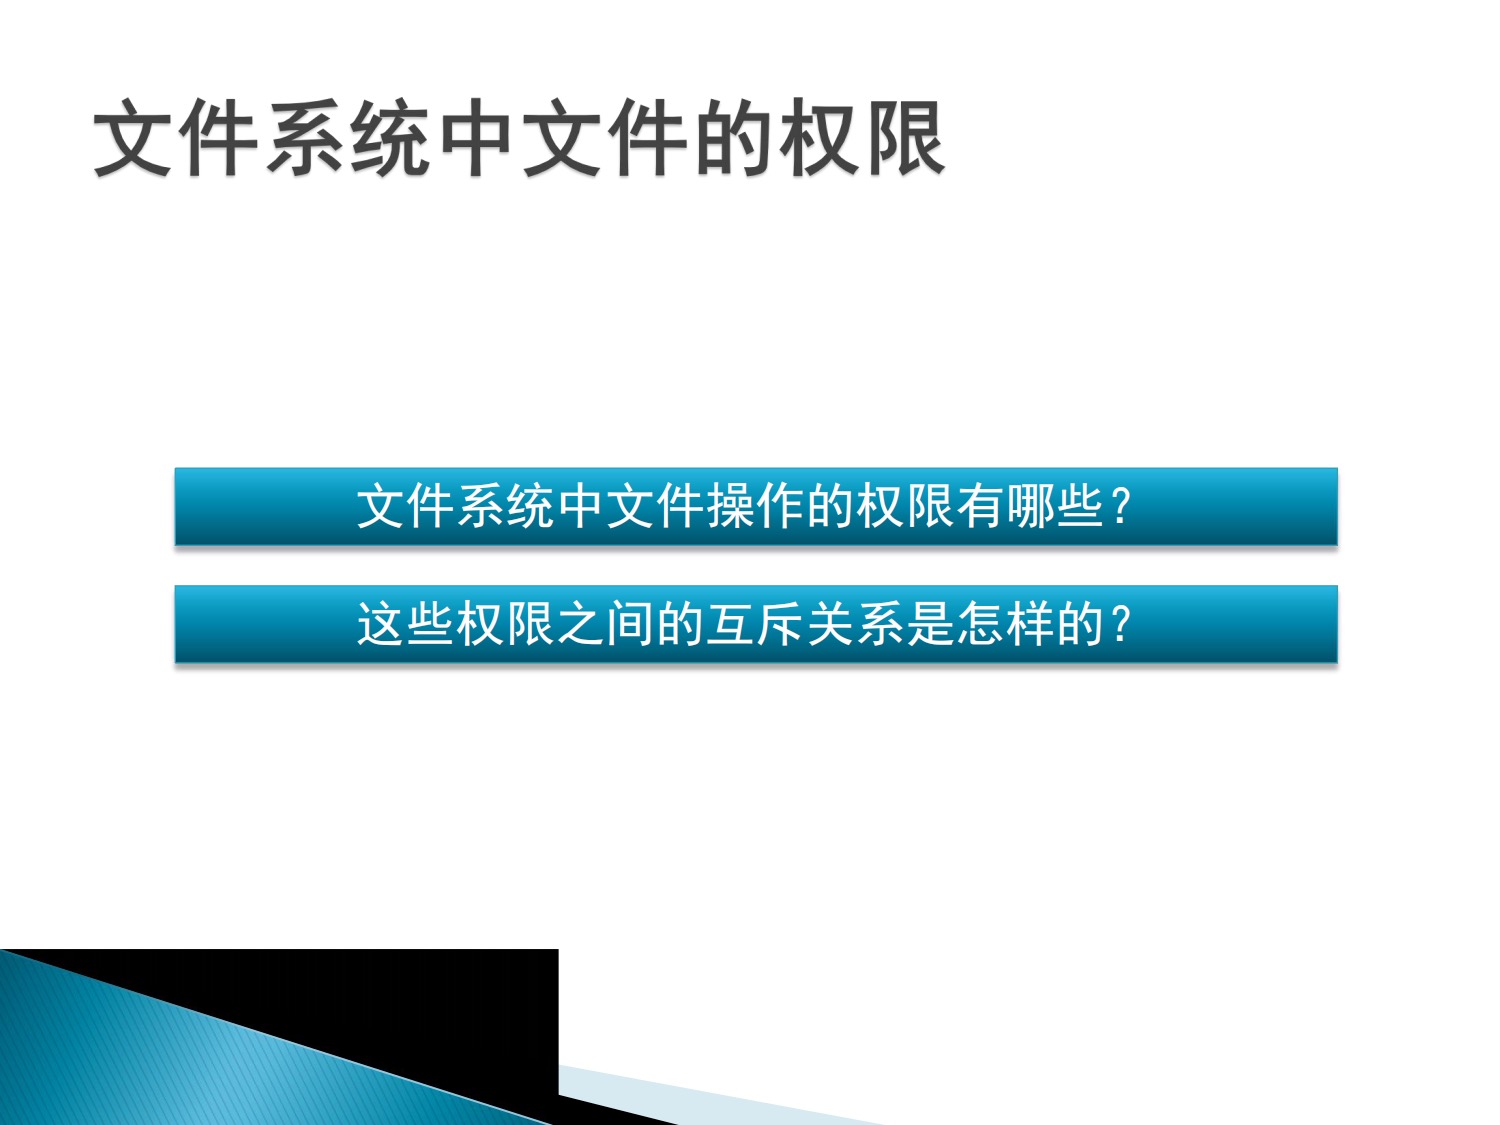 文件系统中文件的权限
文件系统中文件操作的权限有哪些?
这些权限之间的互斥关系是怎样的?